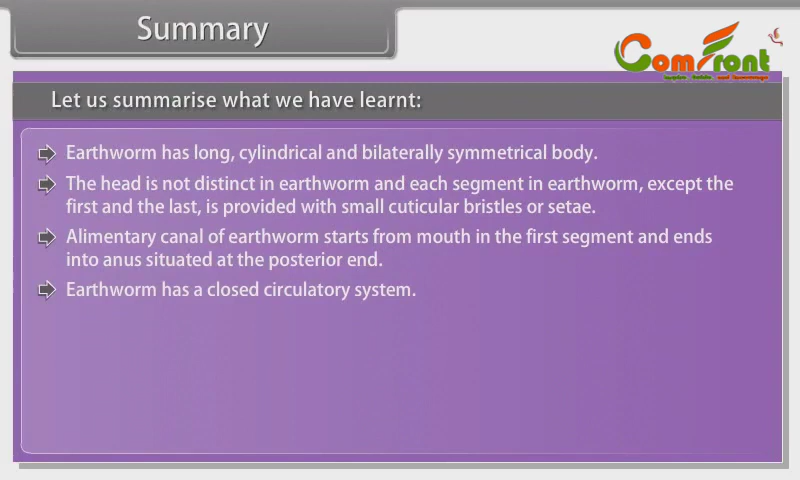 Summary
ComFront
Let us summarise what we have learnt:
Earthworm has long, cylindrical and bilaterally symmetrical body.
The head is not distinct in earthworm and each segment in earthworm, except the
first and the last, is provided with small cuticular bristles or setae.
Alimentary canal of earthworm starts from mouth in the first segment and ends
into anus situated at the posterior end.
Earthworm has a closed circulatory system.